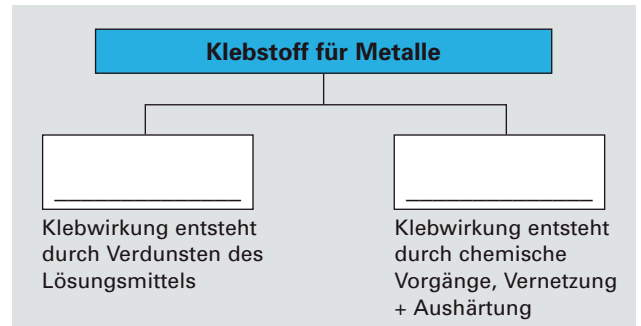 Klebstoff für Metalle
Klebwirkung entsteht
durch Verdunsten des
Lösungsmittels
Klebwirkung entsteht
durch chemische
Vorgänge, Vernetzung
+ Aushärtung